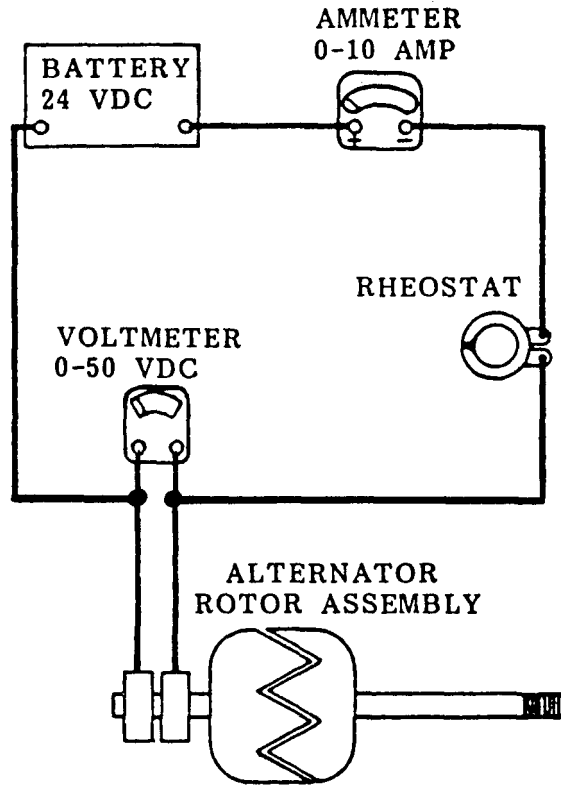 AMMETER
0-10 AMP
BATTERY
24 VDC
+ −
RHEOSTAT
VOLTMETER
0-50 VDC
ALTERNATOR
ROTOR ASSEMBLY